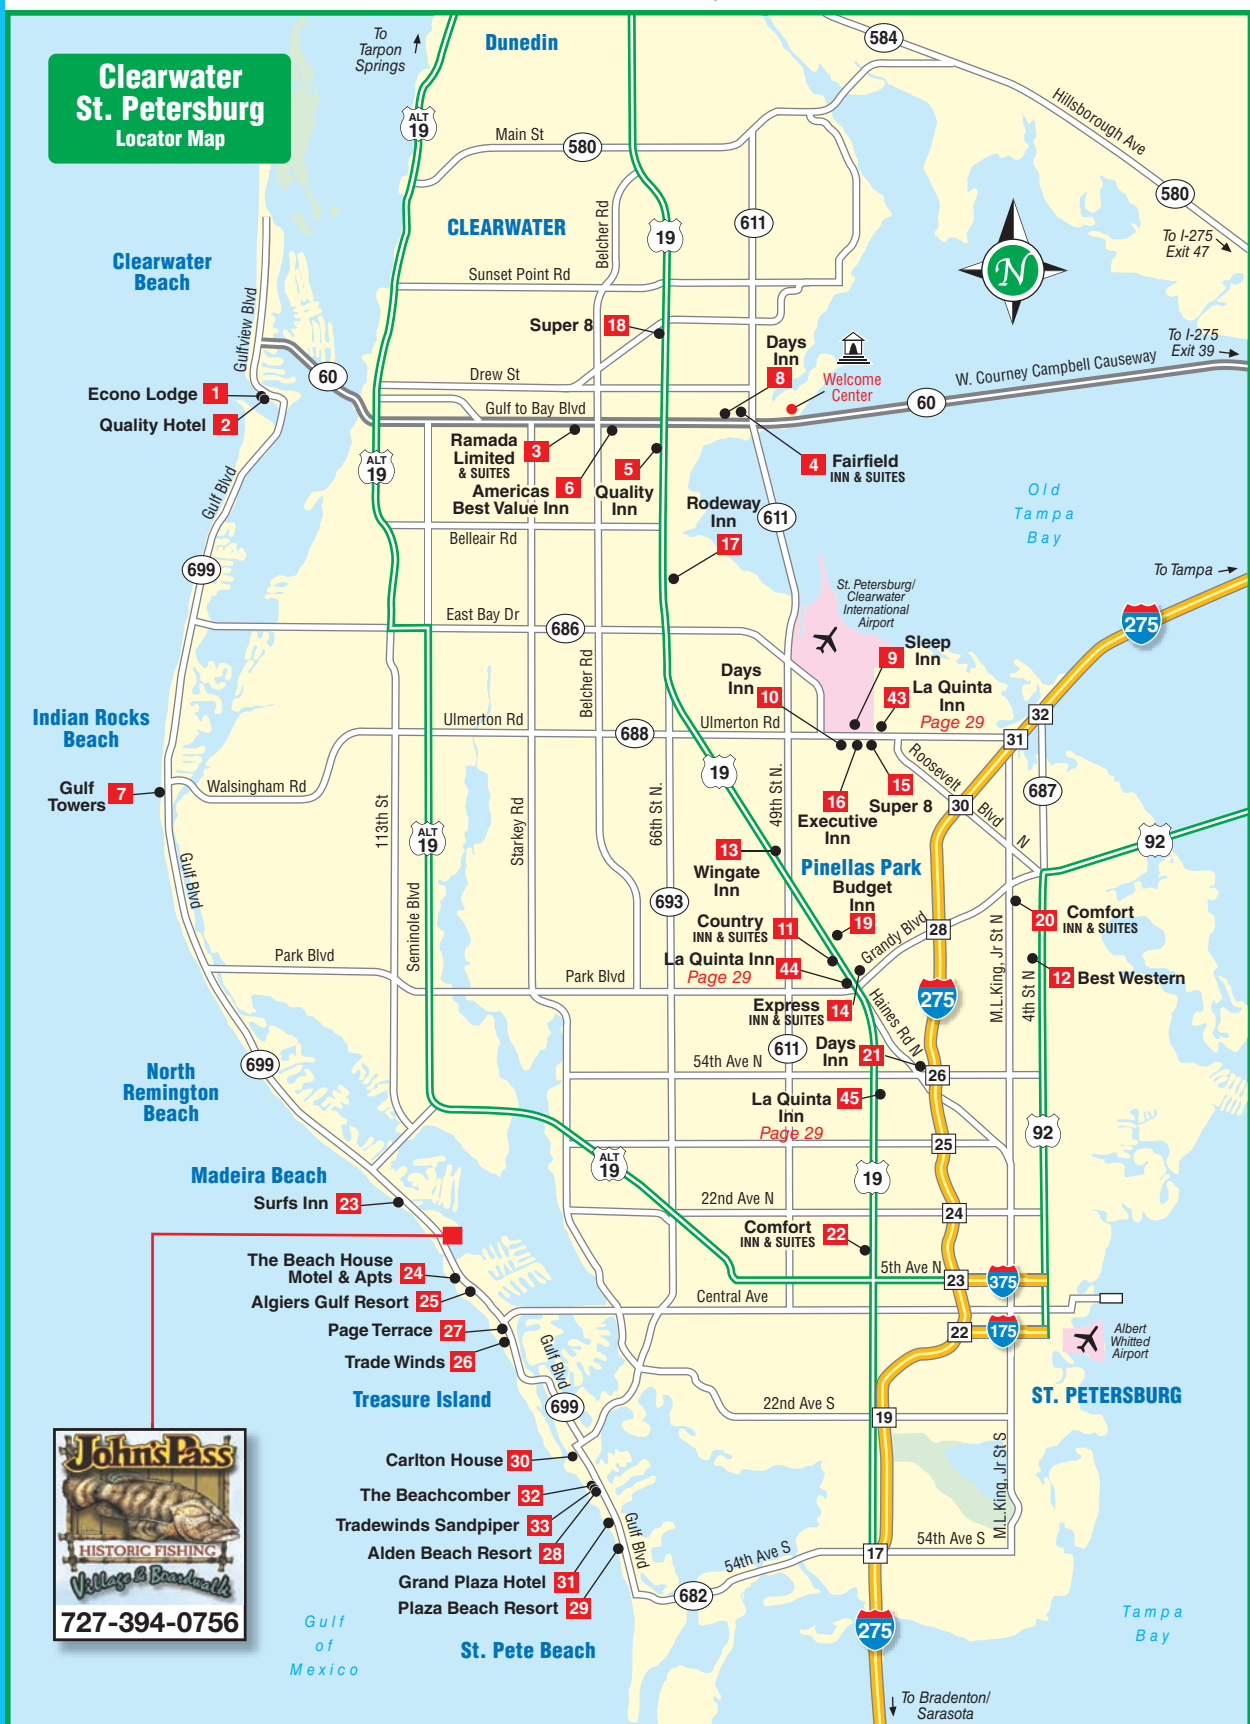 To
Tarpon
Springs
Dunedin
584
Clearwater
St. Petersburg
Locator Map
ALT
19
Main St
580
Hillsborough Ave
580
CLEARWATER
Belcher Rd
19
611
To I-275
Exit 47
N
Clearwater
Beach
Sunset Point Rd
Gulfview Blvd
Super 8 18
Days
Inn
8
Welcome
Center
To I-275
Exit 39
W. Courney Campbell Causeway
60
60
Drew St
Econo Lodge 1
Quality Hotel 2
Gulf to Bay Blvd
Ramada
Limited
& SUITES
3
ALT
19
Americas
Best Value Inn
6
5
Quality
Inn
4 Fairfield
INN & SUITES
Gulf Blvd
Rodeway
Inn
17
611
Old
Tampa
Bay
Belleair Rd
699
To Tampa
St. Petersburg/
Clearwater
International
Airport
275
East Bay Dr
686
9
Sleep
Inn
Belcher Rd
Days
Inn
10
43
La Quinta
Inn
Page 29
Indian Rocks
Beach
Ulmerton Rd
688
Ulmerton Rd
32
31
Roosevelt
Blvd
N
19
Gulf
Towers
7
Walsingham Rd
49th St N.
15
Super 8
16
Executive
Inn
30
687
113th St
ALT
19
Starkey Rd
66th St N.
92
Gulf Blvd
13
Wingate
Inn
Pinellas Park
Budget
Inn
19
693
Country
INN & SUITES
11
Grandy Blvd
28
20 Comfort
INN & SUITES
M.L.King, Jr St N
Seminole Blvd
Park Blvd
Park Blvd
La Quinta Inn
Page 29
44
4th St N
12 Best Western
275
Express
INN & SUITES
14
Haines Rd N
699
611
Days
Inn
21
54th Ave N
26
North
Remington
Beach
La Quinta
Inn
45
Page 29
25
92
ALT
19
19
Madeira Beach
Surfs Inn 23
22nd Ave N
24
Comfort
INN & SUITES
22
The Beach House
Motel & Apts
24
5th Ave N
23
375
Algiers Gulf Resort 25
Central Ave
Page Terrace 27
22
175
Albert
Whitted
Airport
Trade Winds 26
Gulf Blvd
Treasure Island
699
ST. PETERSBURG
22nd Ave S
19
John's Pass
HISTORIC FISHING
Village & Boardwalk
727-394-0756
Carlton House 30
M.L.King, Jr St S
The Beachcomber 32
Tradewinds Sandpiper 33
Gulf Blvd
Alden Beach Resort 28
54th Ave S
54th Ave S
17
Grand Plaza Hotel 31
682
Plaza Beach Resort 29
Gulf
of
Mexico
St. Pete Beach
275
Tampa
Bay
To Bradenton/
Sarasota